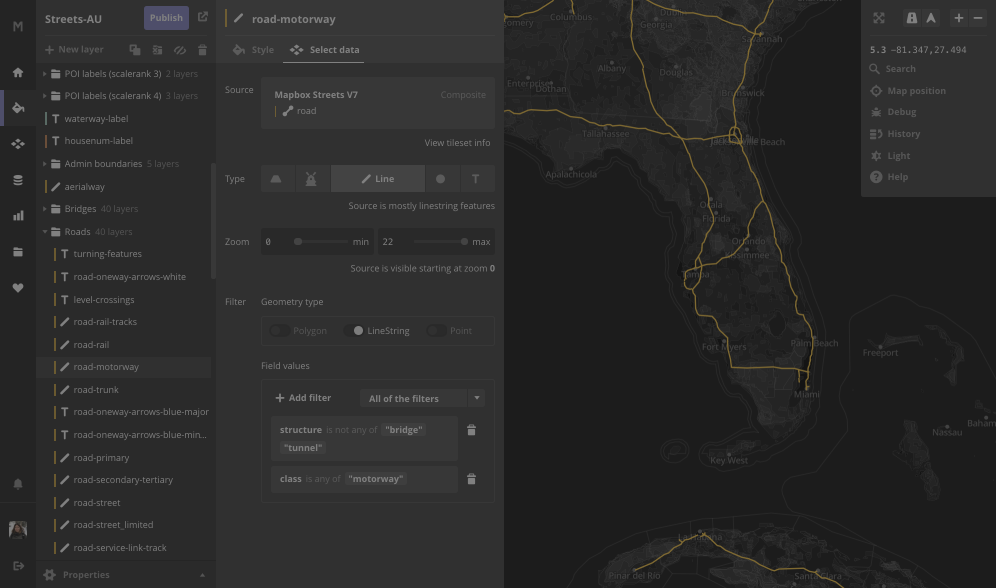 Streets-AU
Publish
New layer
POI labels (scalerank 3) 2 layers
POI labels (scalerank 4) 3 layers
waterway-label
housenum-label
Admin boundaries 5 layers
aerialway
Bridges 40 layers
Roads 40 layers
turning-features
road-oneway-arrows-white
level-crossings
road-rail-tracks
road-rail
road-motorway
road-trunk
road-oneway-arrows-blue-major
road-oneway-arrows-blue-min...
road-primary
road-secondary-tertiary
road-street
road-street_limited
road-service-link-track
Properties
road-motorway
Style
Select data
Source
Mapbox Streets V7 Composite
road
View tileset info
Type
Line
T
Source is mostly linestring features
Zoom
0 min 22 max
Source is visible starting at zoom 0
Filter
Geometry type
Polygon LineString Point
Field values
Add filter
All of the filters
structure is not any of "bridge"
"tunnel"
class is any of "motorway"
5.3 -81.347,27.494
Search
Map position
Debug
History
Light
Help
Columbus
Georgia
Savannah
Albany
Douglas
Enterprise
Dothan
Brunswick
Tallahassee
Jacksonville Beach
Apalachicola
Ocala
Florida
Orlando
Kissimmee
Tampa
Fort Myers
Palm Beach
Freeport
Miami
Nassau
Key West
La Habana
Pinar del Río
Santa Clara